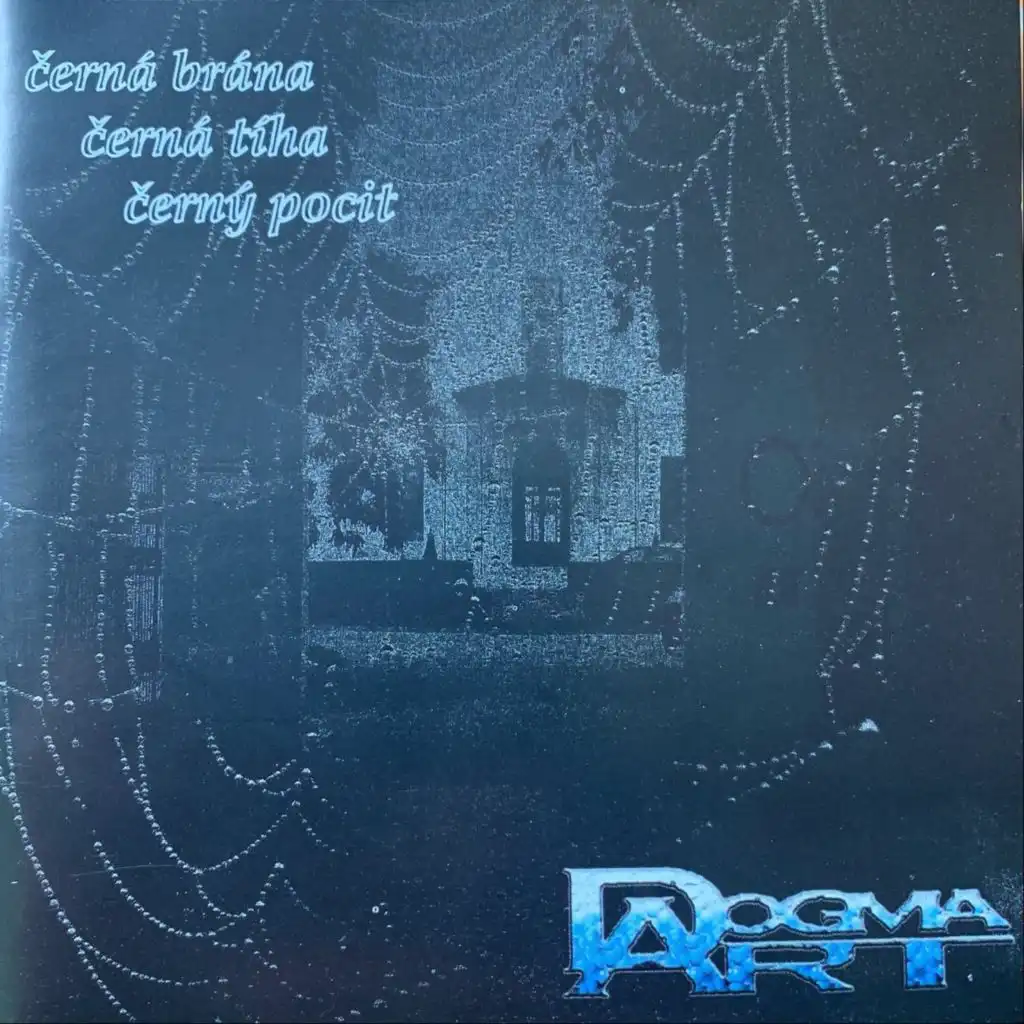 černá brána
černá tíha
černý pocit
DOGMA
ART